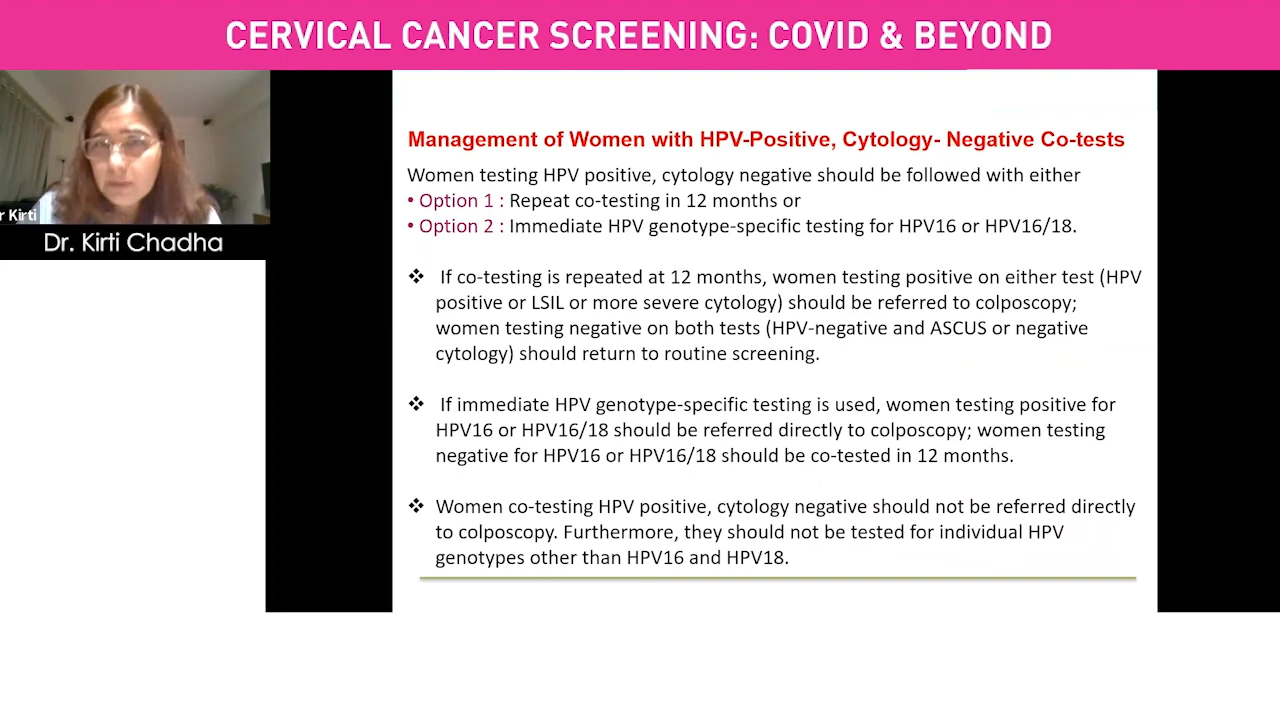 CERVICAL CANCER SCREENING: COVID & BEYOND
r Kirti
Dr. Kirti Chadha
Management of Women with HPV-Positive, Cytology- Negative Co-tests
Women testing HPV positive, cytology negative should be followed with either
• Option 1 : Repeat co-testing in 12 months or
• Option 2 : Immediate HPV genotype-specific testing for HPV16 or HPV16/18.
❖ If co-testing is repeated at 12 months, women testing positive on either test (HPV
positive or LSIL or more severe cytology) should be referred to colposcopy;
women testing negative on both tests (HPV-negative and ASCUS or negative
cytology) should return to routine screening.
❖ If immediate HPV genotype-specific testing is used, women testing positive for
HPV16 or HPV16/18 should be referred directly to colposcopy; women testing
negative for HPV16 or HPV16/18 should be co-tested in 12 months.
❖ Women co-testing HPV positive, cytology negative should not be referred directly
to colposcopy. Furthermore, they should not be tested for individual HPV
genotypes other than HPV16 and HPV18.